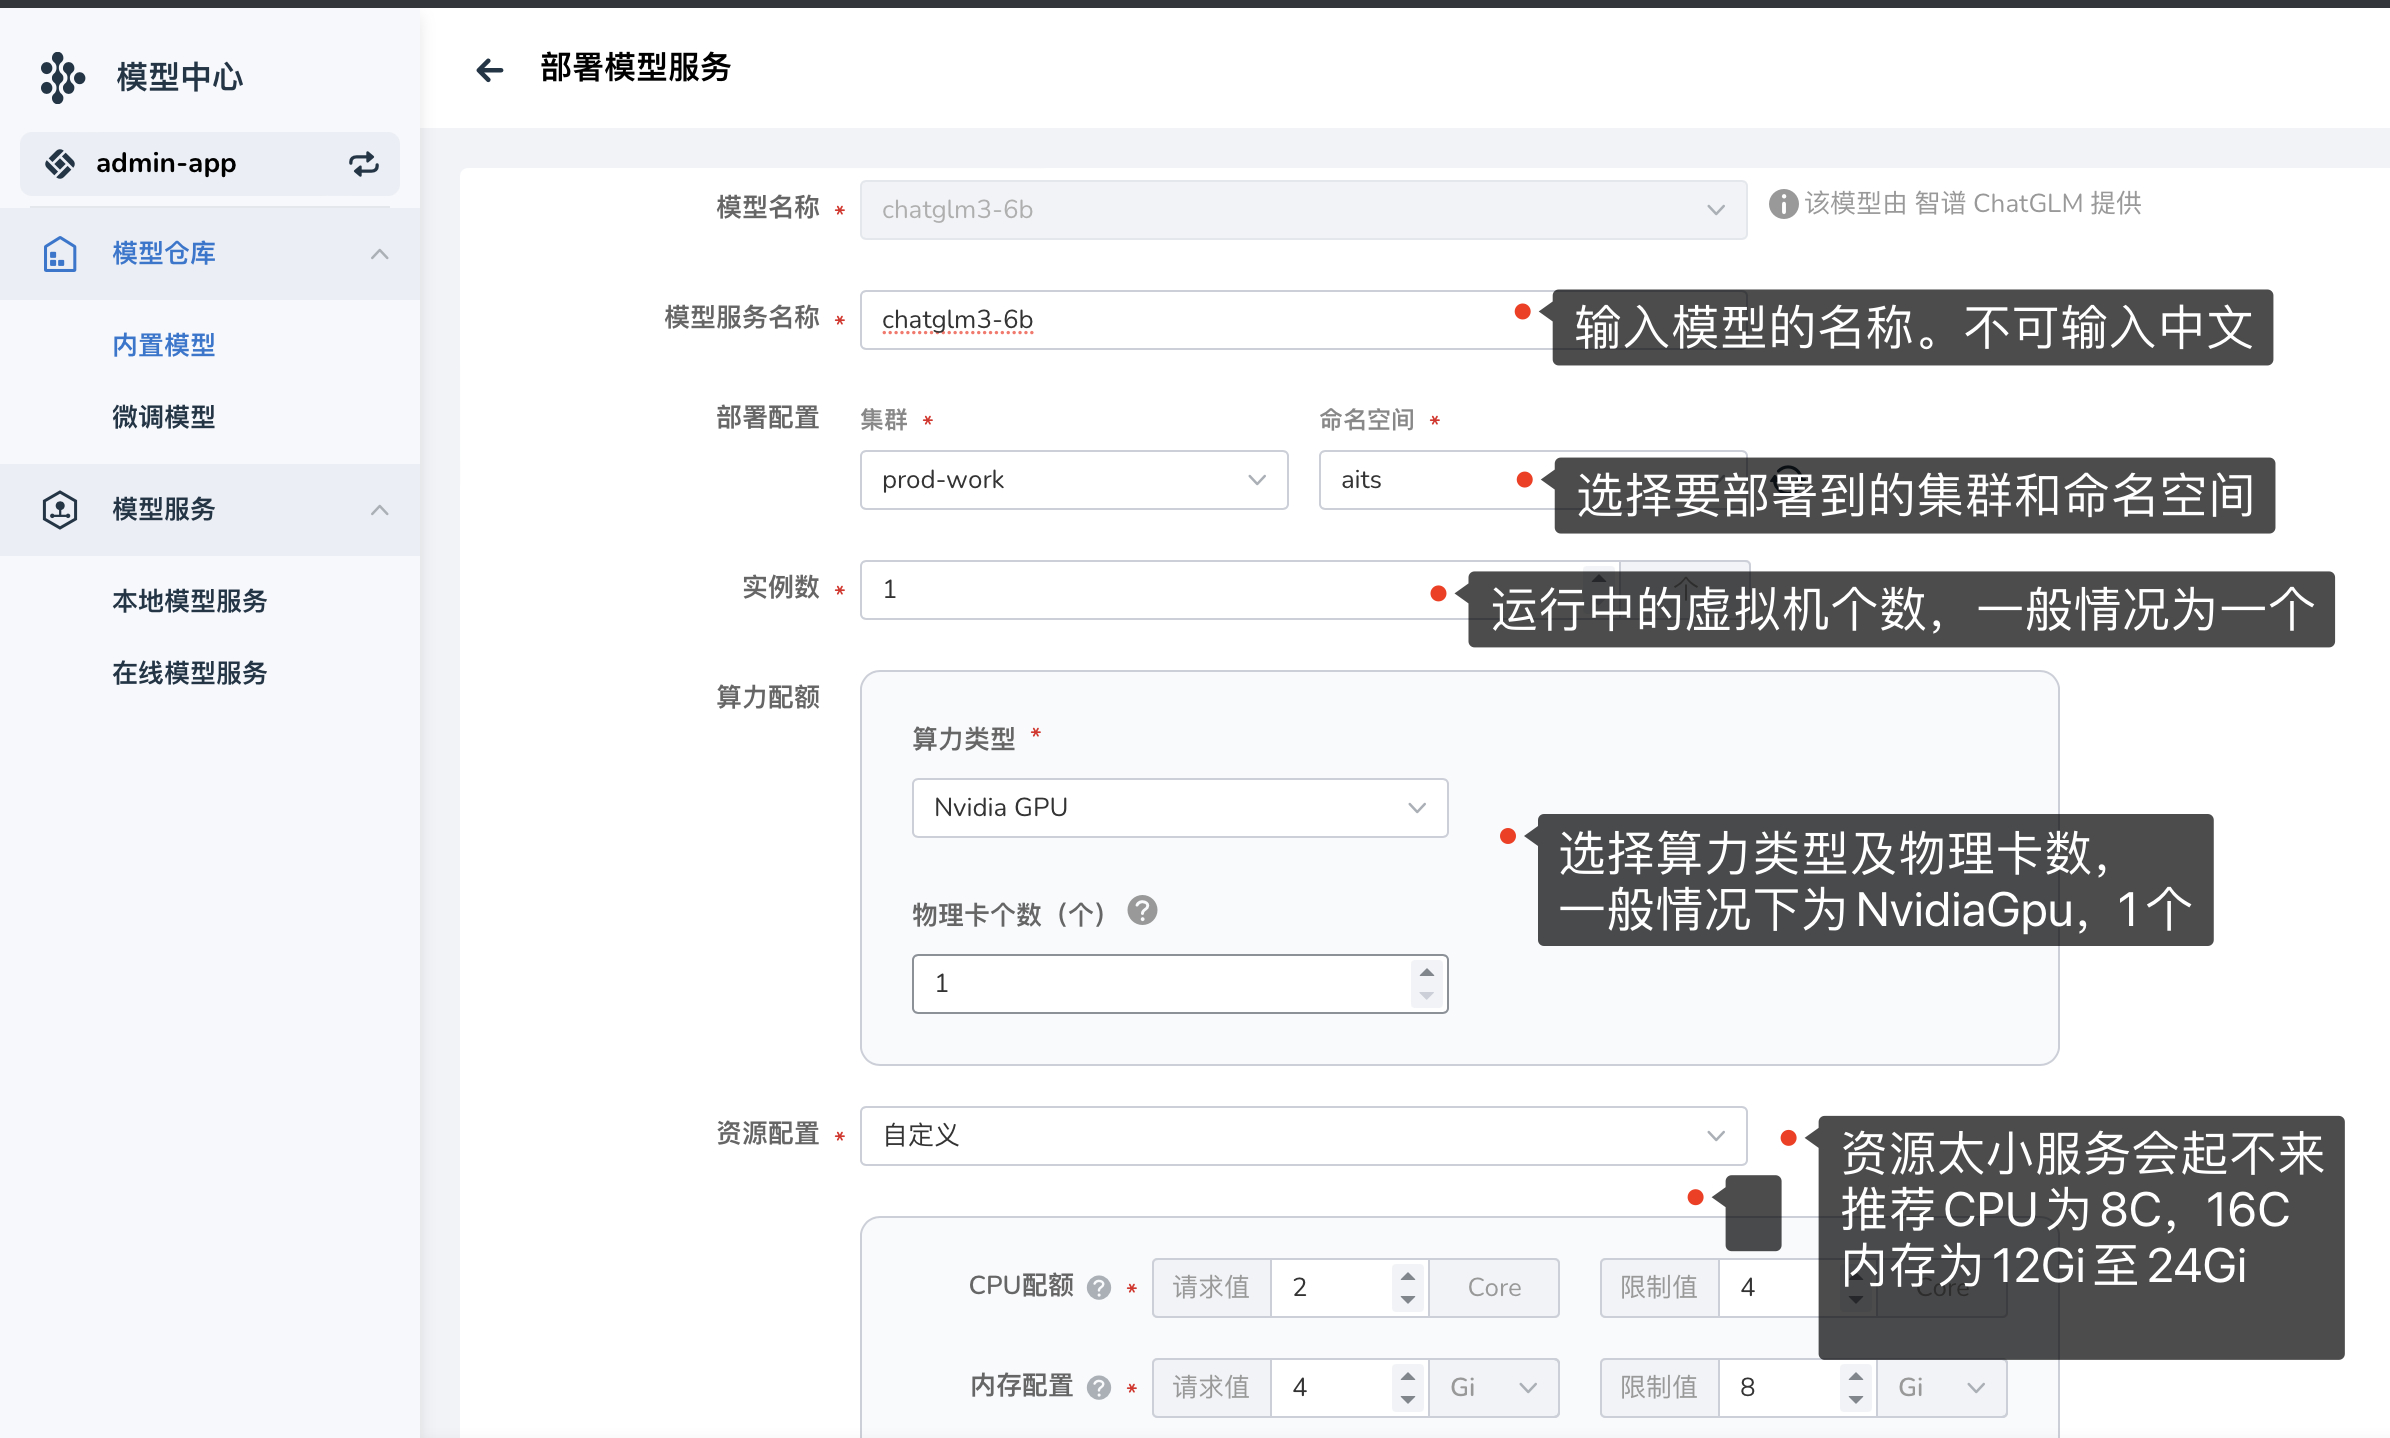 模型中心
admin-app
模型仓库
内置模型
微调模型
模型服务
本地模型服务
在线模型服务
部署模型服务
模型名称 *
chatglm3-6b
该模型由 智谱 ChatGLM 提供
模型服务名称 *
chatglm3-6b
输入模型的名称。不可输入中文
部署配置
集群 *
命名空间 *
prod-work
aits
选择要部署到的集群和命名空间
实例数 *
1
个
运行中的虚拟机个数，一般情况为一个
算力配额
算力类型 *
Nvidia GPU
选择算力类型及物理卡数，
一般情况下为NvidiaGpu，1个
物理卡个数（个）
1
资源配置 *
自定义
资源太小服务会起不来
推荐CPU为8C，16C
内存为12Gi至24Gi
CPU配额 *
请求值 2 Core
限制值 4 Core
内存配置 *
请求值 4 Gi
限制值 8 Gi